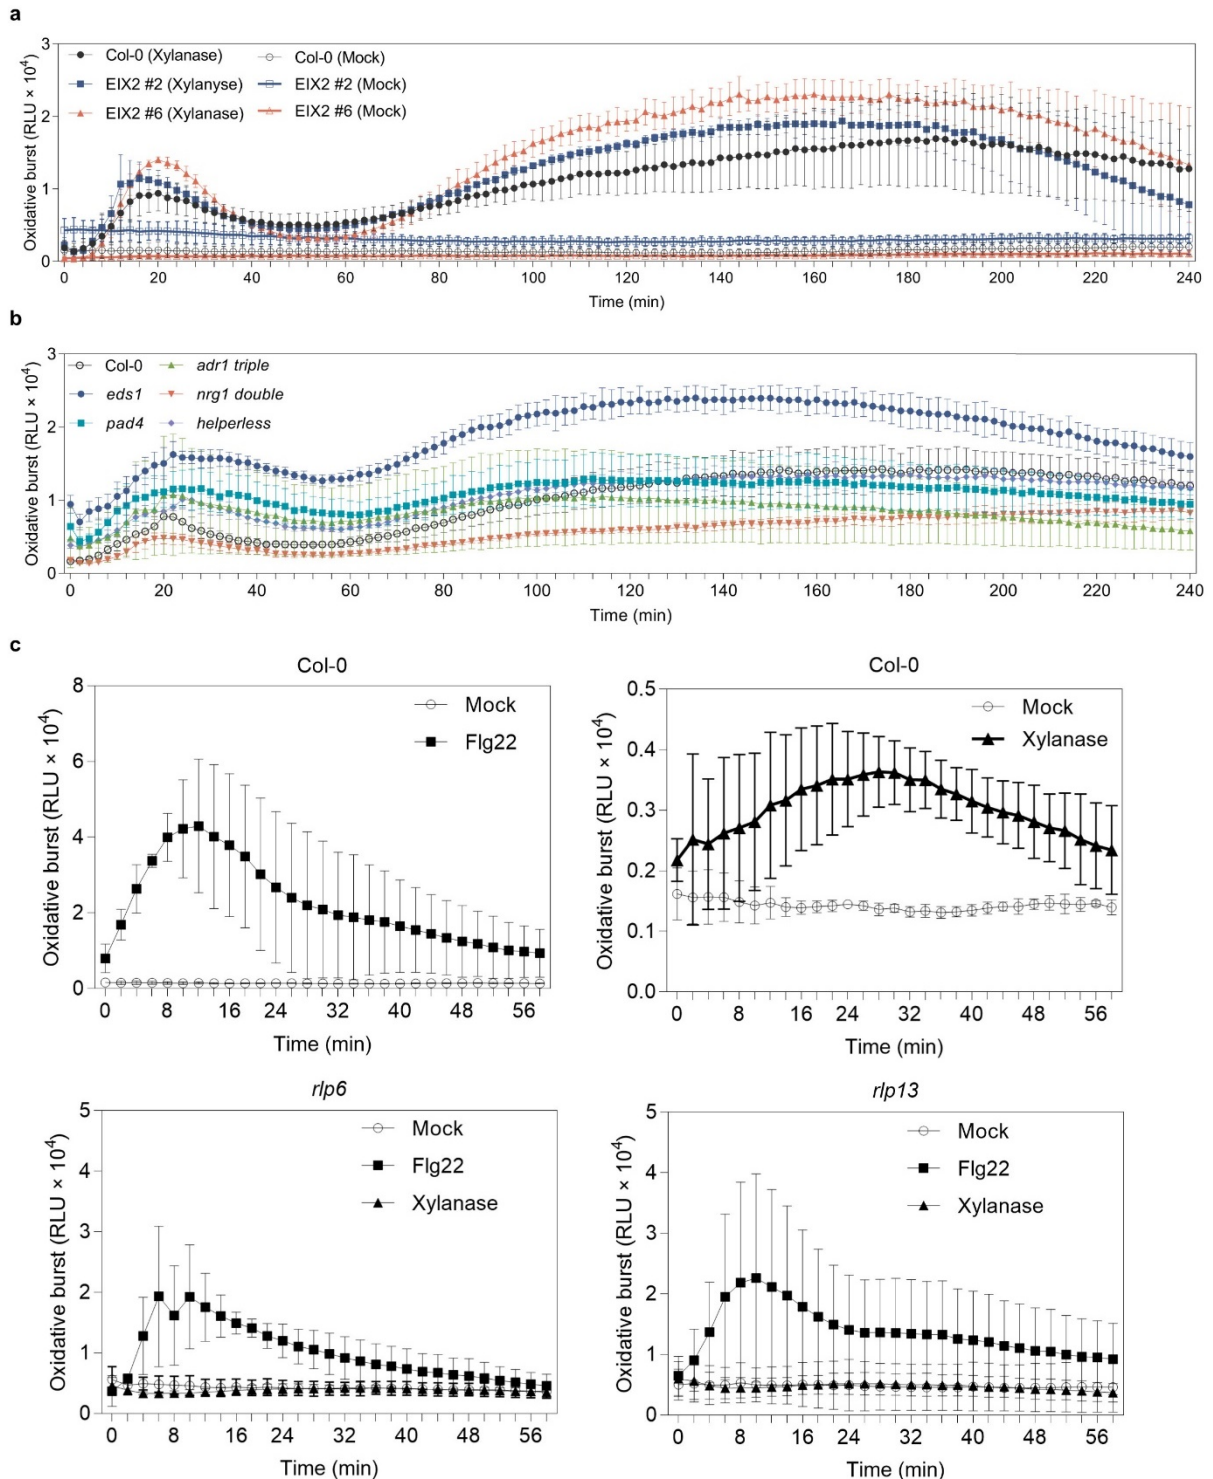 a
Oxidative burst (RLU × 10⁴)
3
2
1
0
Col-0 (Xylanase)
Col-0 (Mock)
EIX2 #2 (Xylanyse)
EIX2 #2 (Mock)
EIX2 #6 (Xylanase)
EIX2 #6 (Mock)
0 20 40 60 80 100 120 140 160 180 200 220 240
Time (min)
b
Oxidative burst (RLU × 10⁴)
3
2
1
0
Col-0
adr1 triple
eds1
nrg1 double
pad4
helperless
0 20 40 60 80 100 120 140 160 180 200 220 240
Time (min)
c
Col-0
Oxidative burst (RLU × 10⁴)
8
6
4
2
0
Mock
Flg22
0 8 16 24 32 40 48 56
Time (min)
Col-0
Oxidative burst (RLU × 10⁴)
0.5
0.4
0.3
0.2
0.1
0.0
Mock
Xylanase
0 8 16 24 32 40 48 56
Time (min)
rlp6
Oxidative burst (RLU × 10⁴)
5
4
3
2
1
0
Mock
Flg22
Xylanase
0 8 16 24 32 40 48 56
Time (min)
rlp13
Oxidative burst (RLU × 10⁴)
5
4
3
2
1
0
Mock
Flg22
Xylanase
0 8 16 24 32 40 48 56
Time (min)